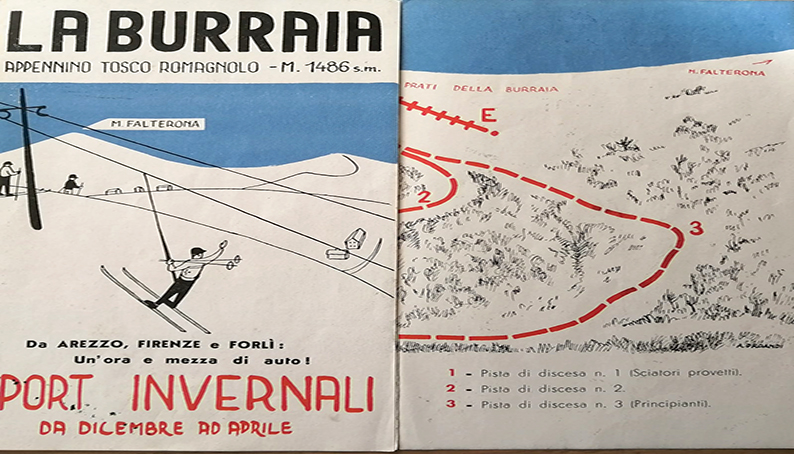 LA BURRAIA
APPENNINO TOSCO ROMAGNOLO - M. 1486 s.m.
M. FALTERONA
Da AREZZO, FIRENZE e FORLÌ:
Un'ora e mezza di auto!
PORT INVERNALI
DA DICEMBRE AD APRILE
M. FALTERONA
PRATI DELLA BURRAIA
E
2
3
1 - Pista di discesa n. 1 (Sciatori provetti).
2 - Pista di discesa n. 2.
3 - Pista di discesa n. 3 (Principianti).